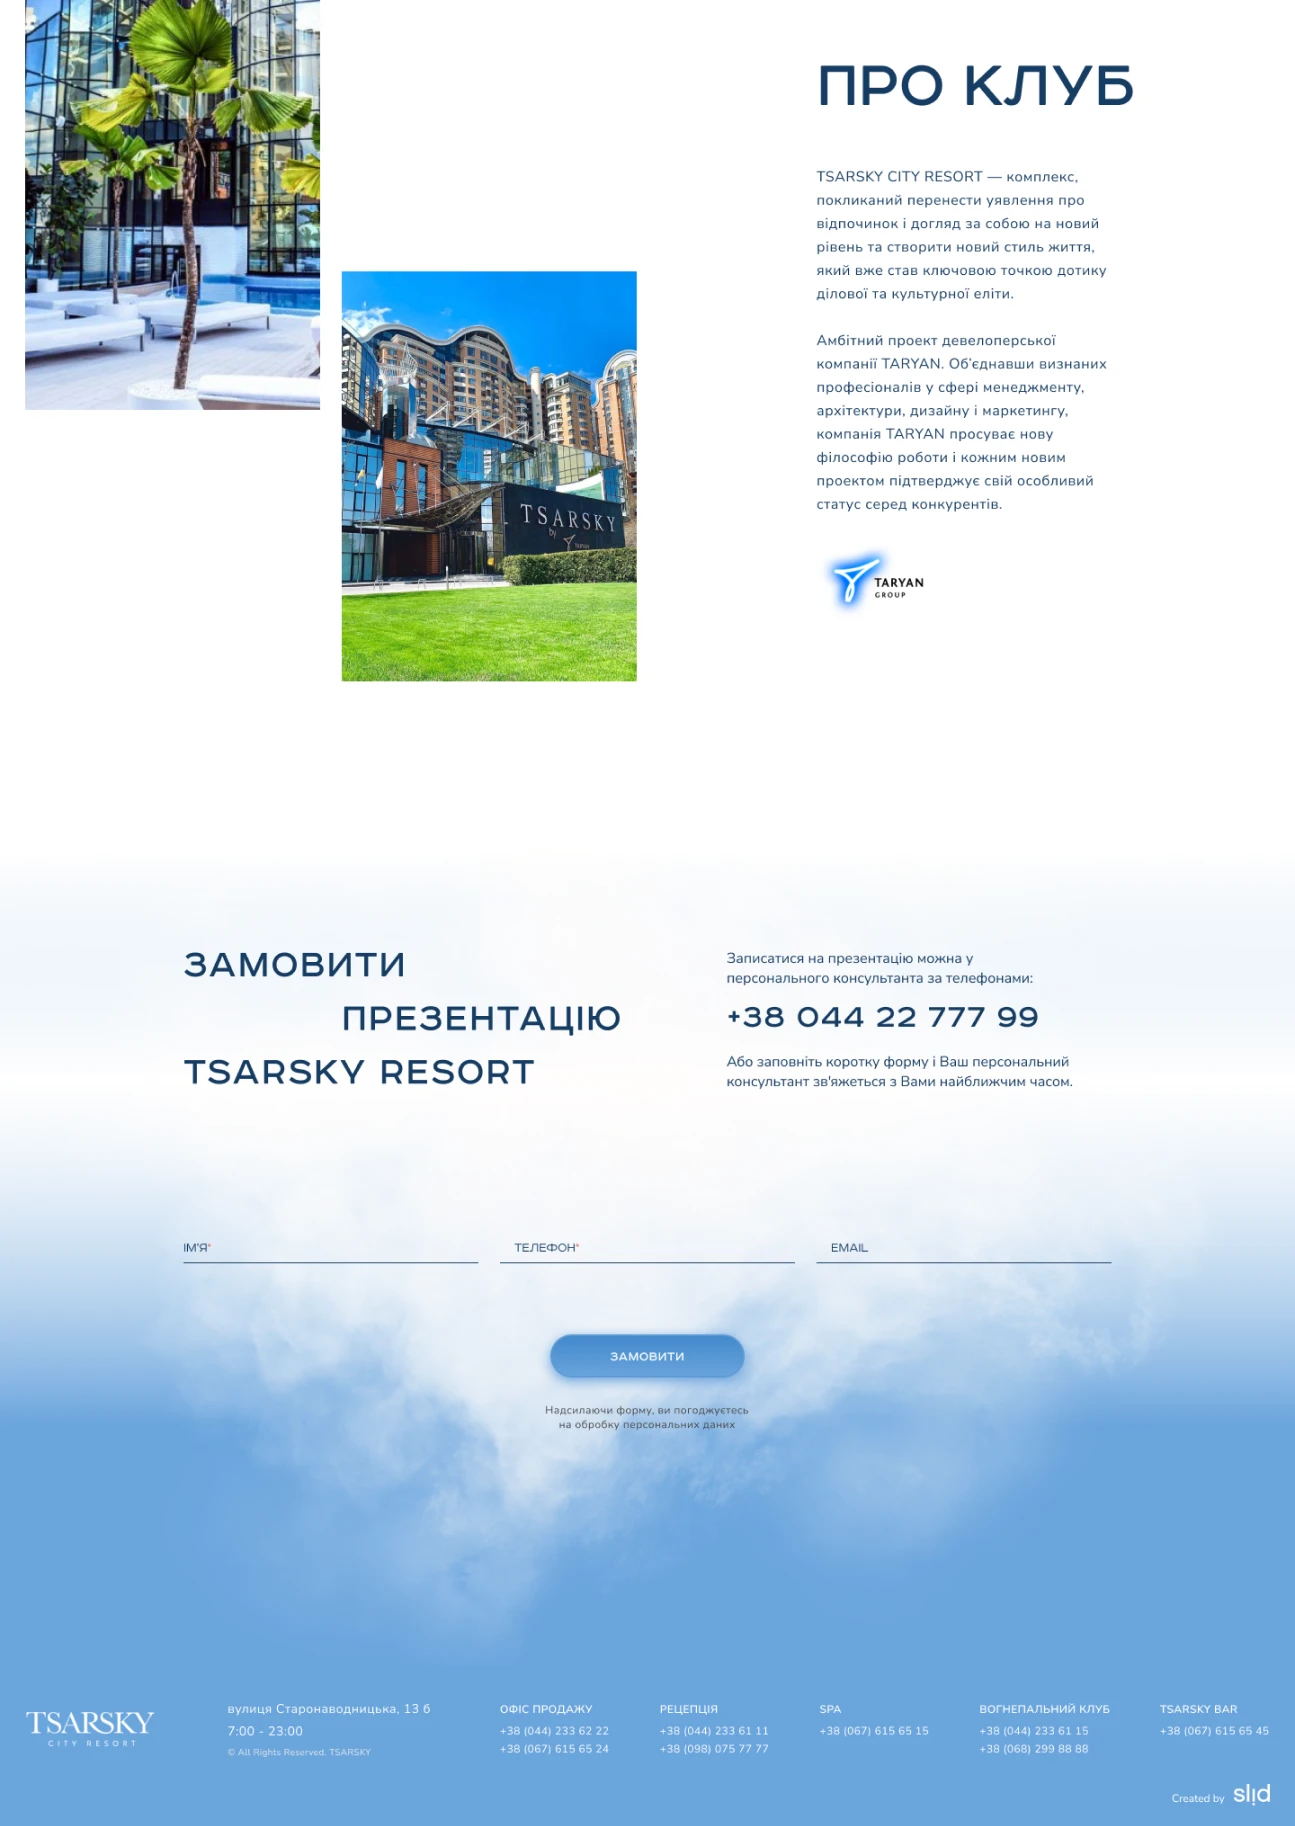 ПРО КЛУБ
TSARSKY CITY RESORT — комплекс,
покликаний перенести уявлення про
відпочинок і догляд за собою на новий
рівень та створити новий стиль життя,
який вже став ключовою точкою дотику
ділової та культурної еліти.
Амбітний проект девелоперської
компанії TARYAN. Об’єднавши визнаних
професіоналів у сфері менеджменту,
архітектури, дизайну і маркетингу,
компанія TARYAN просуває нову
філософію роботи і кожним новим
проектом підтверджує свій особливий
статус серед конкурентів.
TSARSKY
by
TARYAN
GROUP
ЗАМОВИТИ
ПРЕЗЕНТАЦІЮ
TSARSKY RESORT
Записатися на презентацію можна у
персонального консультанта за телефонами:
+38 044 22 777 99
Або заповніть коротку форму і Ваш персональний
консультант зв'яжеться з Вами найближчим часом.
ІМ'Я*
ТЕЛЕФОН*
EMAIL
ЗАМОВИТИ
Надсилаючи форму, ви погоджуєтесь
на обробку персональних даних
TSARSKY
CITY RESORT
вулиця Старонаводницька, 13 б
7:00 - 23:00
© All Rights Reserved. TSARSKY
ОФІС ПРОДАЖУ
+38 (044) 233 62 22
+38 (067) 615 65 24
РЕЦЕПЦІЯ
+38 (044) 233 61 11
+38 (098) 075 77 77
SPA
+38 (067) 615 65 15
ВОГНЕПАЛЬНИЙ КЛУБ
+38 (044) 233 61 15
+38 (068) 299 88 88
TSARSKY BAR
+38 (067) 615 65 45
Created by slid